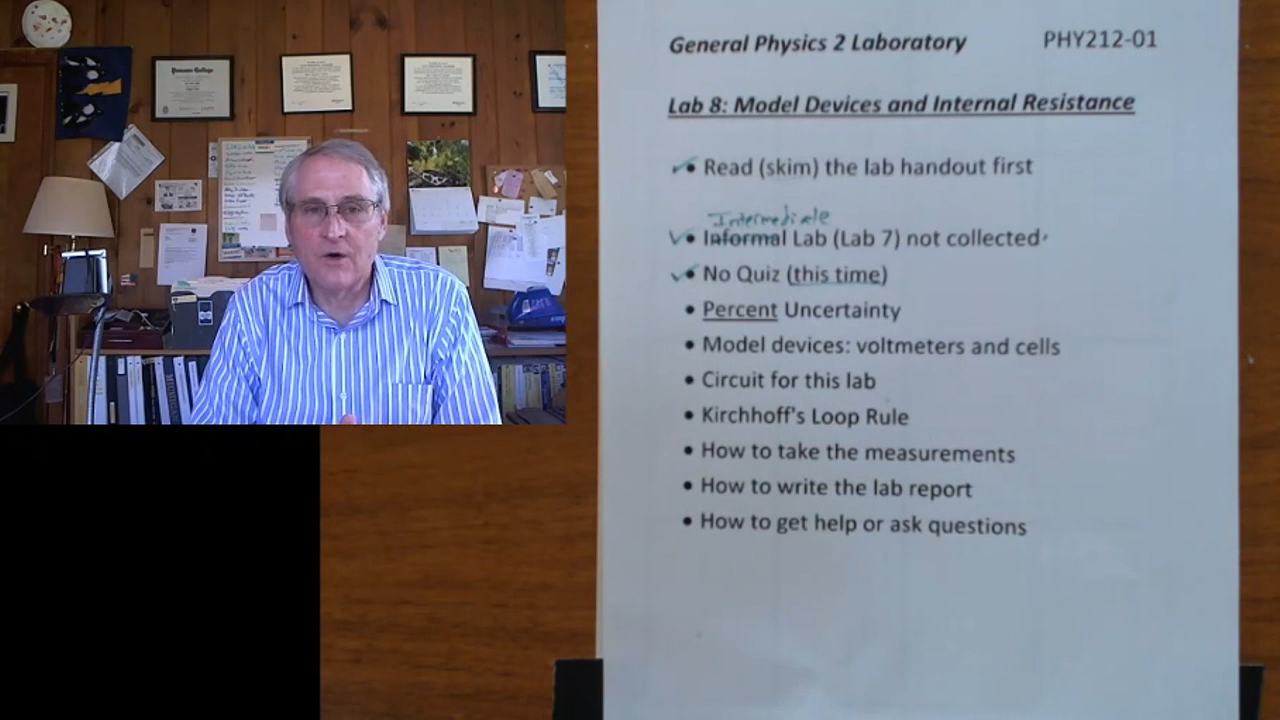 General Physics 2 Laboratory PHY212-01
Lab 8: Model Devices and Internal Resistance
• Read (skim) the lab handout first
Intermediate
• Informal Lab (Lab 7) not collected
• No Quiz (this time)
• Percent Uncertainty
• Model devices: voltmeters and cells
• Circuit for this lab
• Kirchhoff's Loop Rule
• How to take the measurements
• How to write the lab report
• How to get help or ask questions